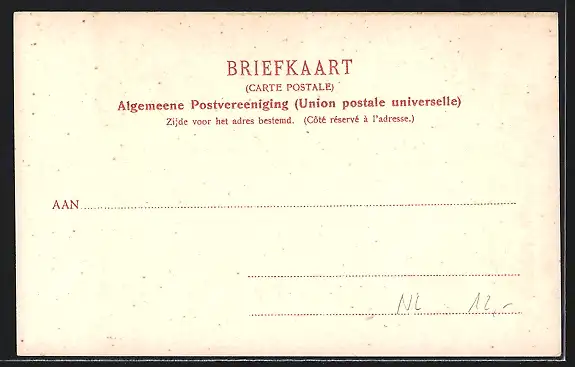 BRIEFKAART
(CARTE POSTALE)
Algemeene Postvereeniging (Union postale universelle)
Zijde voor het adres bestemd. (Côté réservé à l'adresse.)
AAN
NL - 12,-